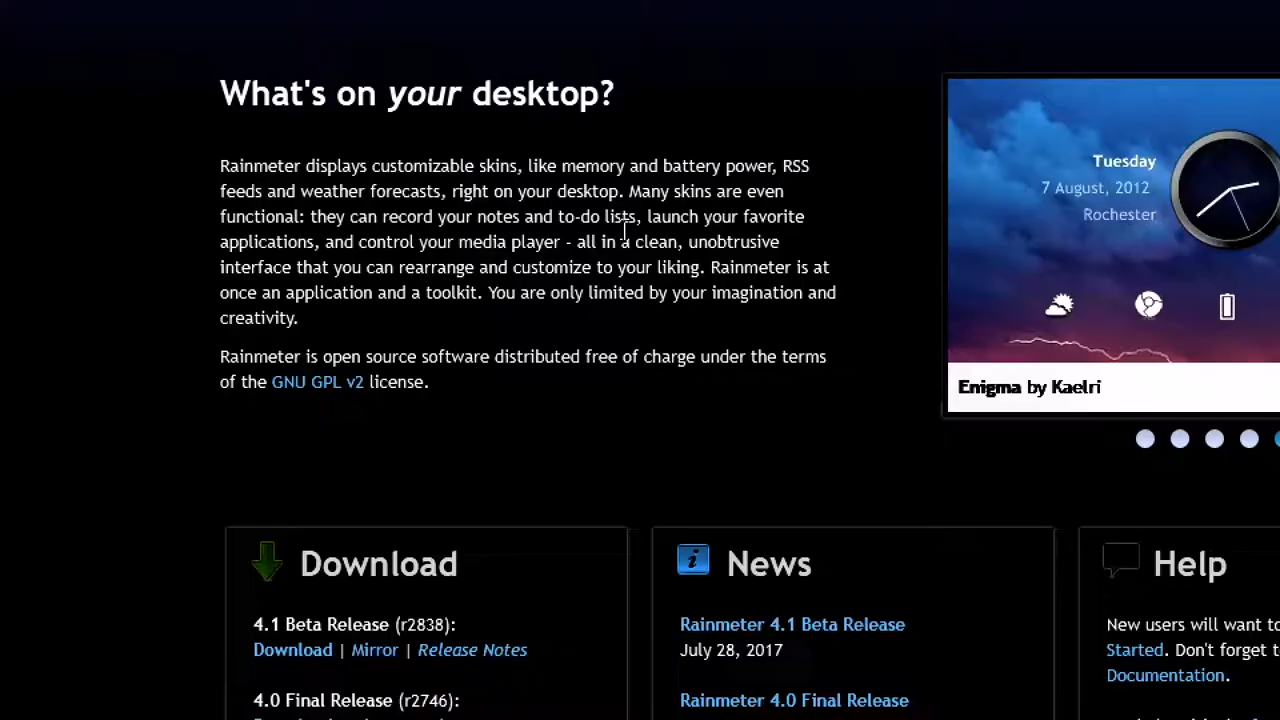 What's on your desktop?
Rainmeter displays customizable skins, like memory and battery power, RSS
feeds and weather forecasts, right on your desktop. Many skins are even
functional: they can record your notes and to-do lists, launch your favorite
applications, and control your media player - all in a clean, unobtrusive
interface that you can rearrange and customize to your liking. Rainmeter is at
once an application and a toolkit. You are only limited by your imagination and
creativity.
Rainmeter is open source software distributed free of charge under the terms
of the GNU GPL v2 license.
Tuesday
7 August, 2012
Rochester
Enigma by Kaelri
Download
4.1 Beta Release (r2838):
Download | Mirror | Release Notes
4.0 Final Release (r2746):
News
Rainmeter 4.1 Beta Release
July 28, 2017
Rainmeter 4.0 Final Release
Help
New users will want to
Started. Don't forget t
Documentation.